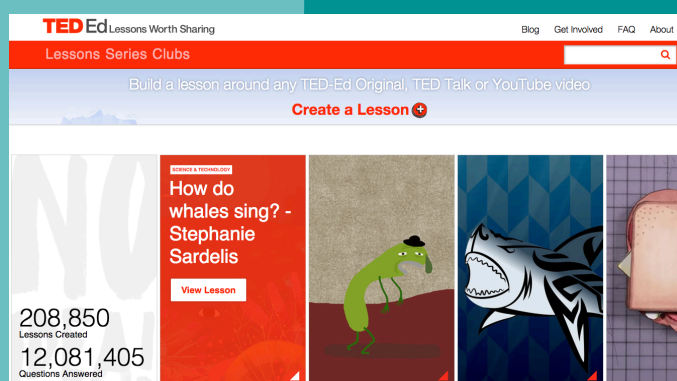 TED Ed Lessons Worth Sharing
Blog Get Involved FAQ About
Lessons Series Clubs
Build a lesson around any TED-Ed Original, TED Talk or YouTube video
Create a Lesson
SCIENCE & TECHNOLOGY
How do
whales sing? -
Stephanie
Sardelis
View Lesson
208,850
Lessons Created
12,081,405
Questions Answered